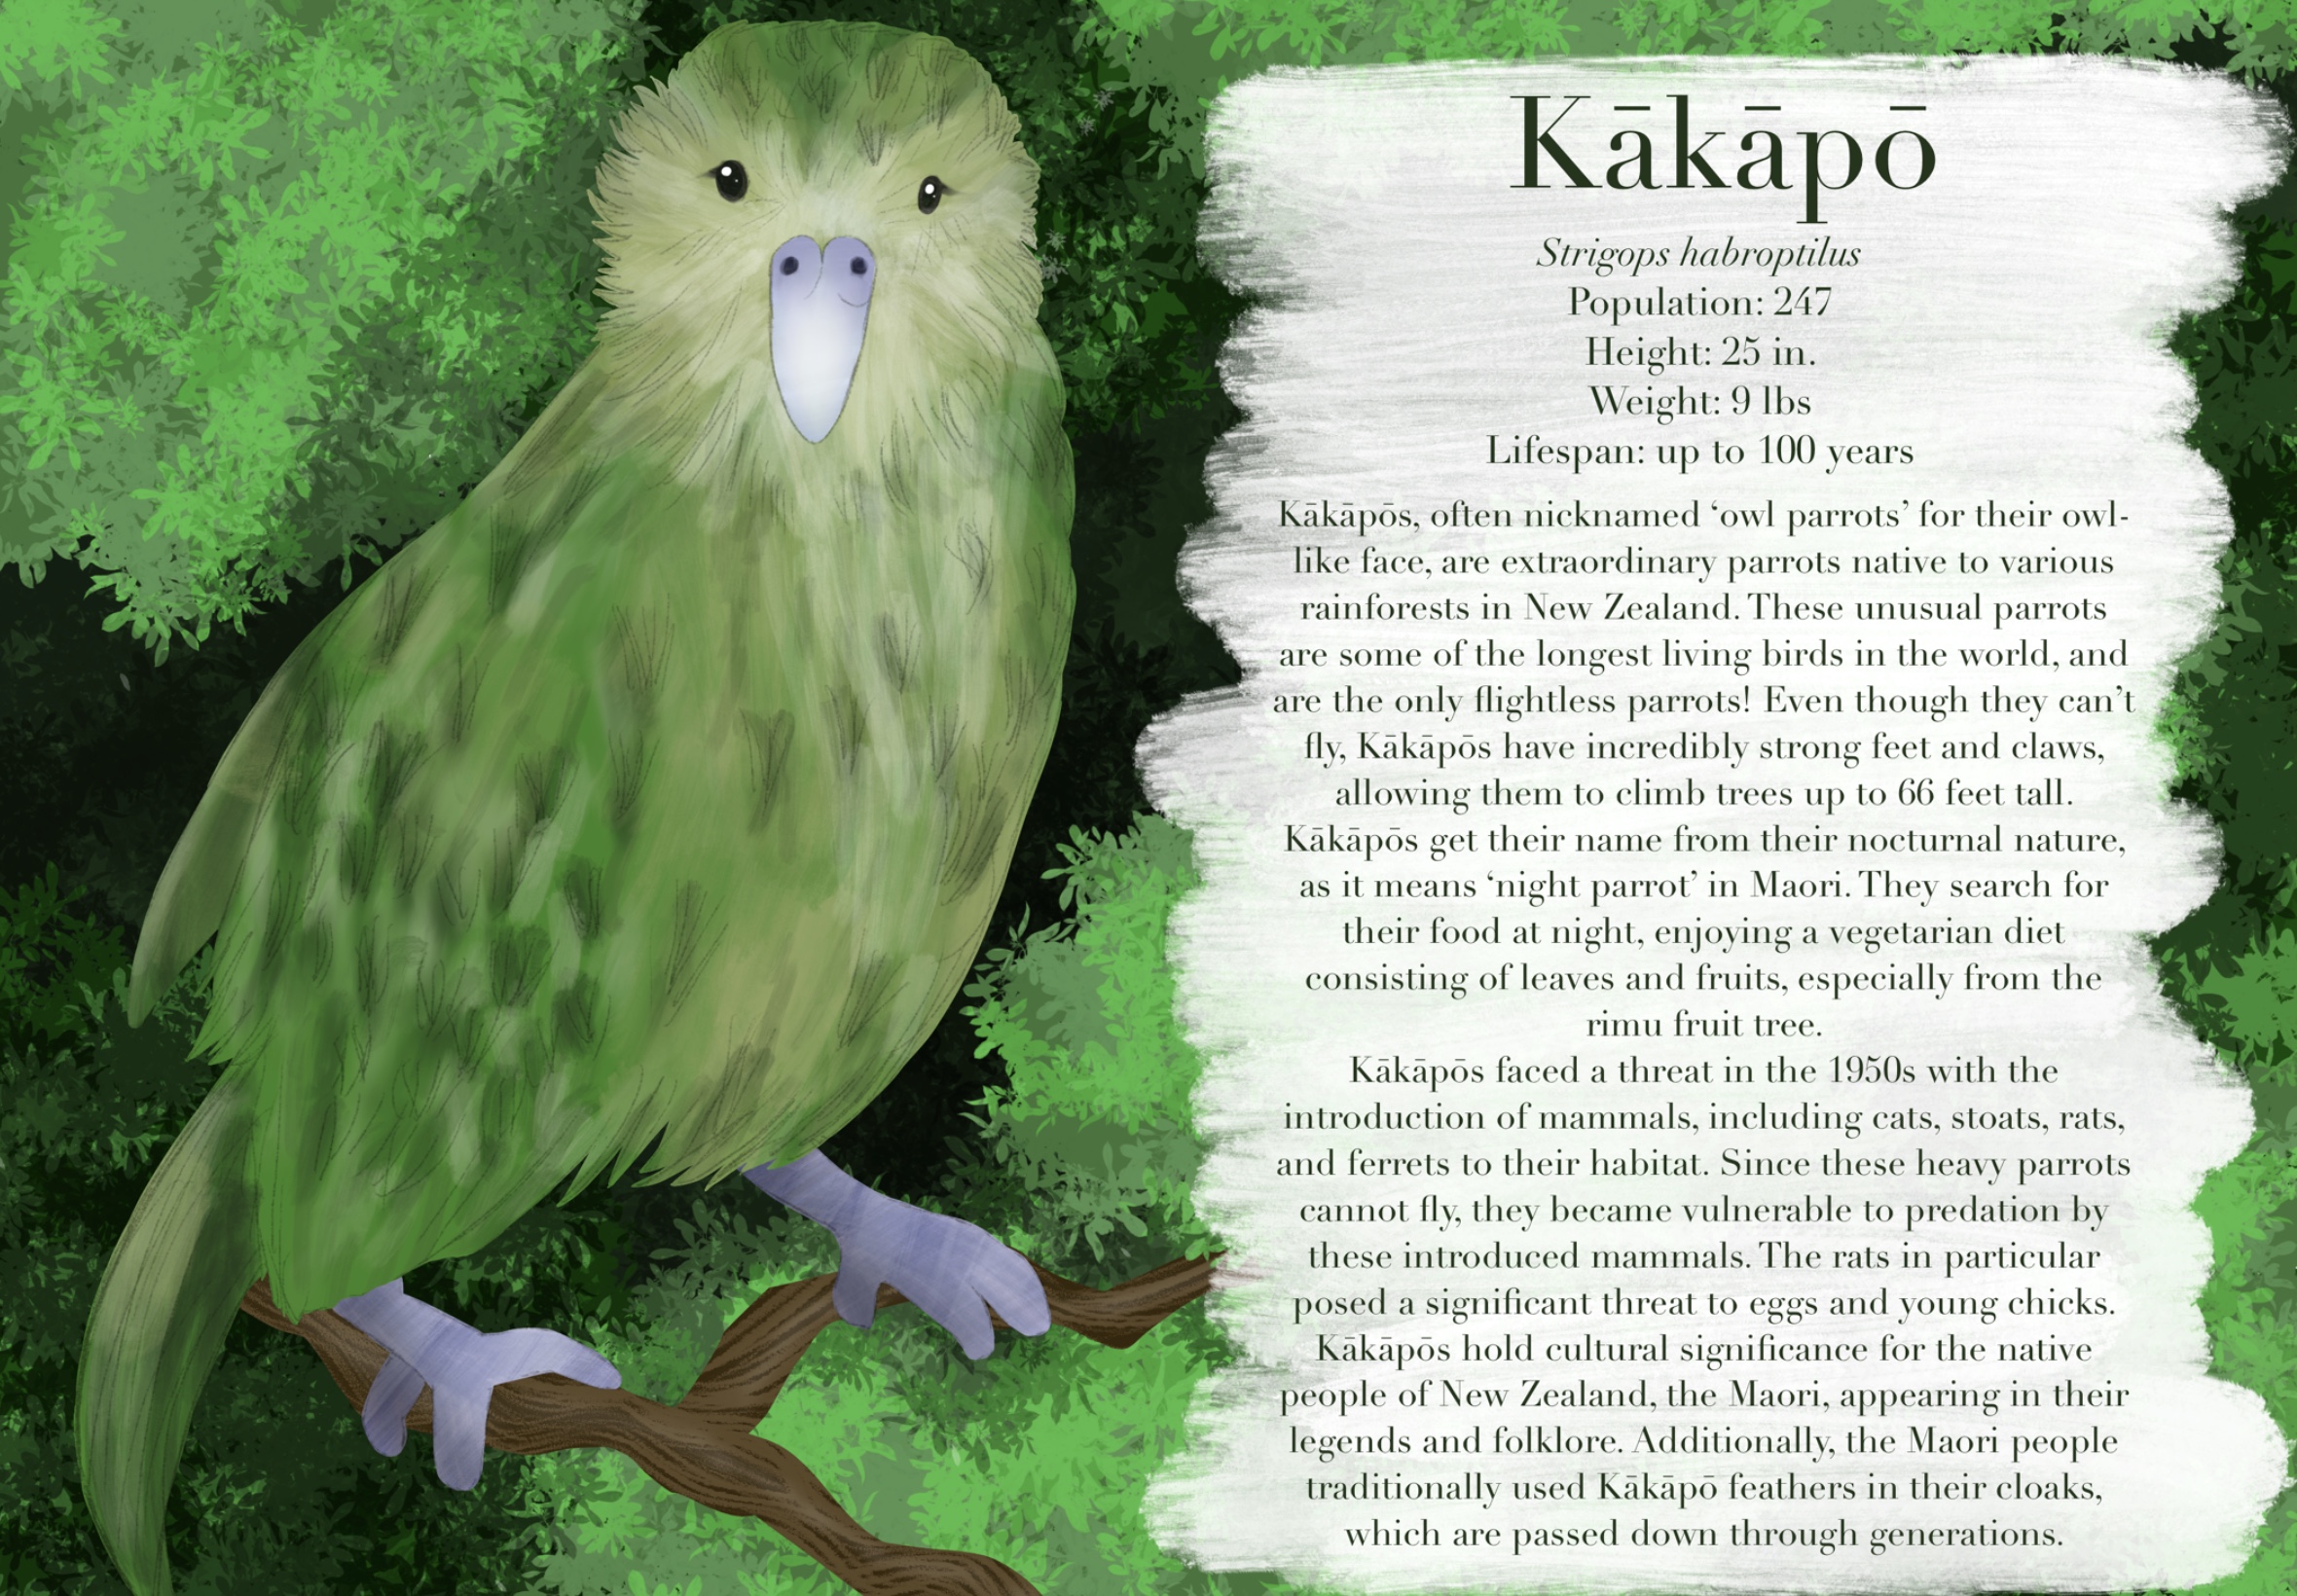 Kākāpō
Strigops habroptilus
Population: 247
Height: 25 in.
Weight: 9 lbs
Lifespan: up to 100 years
Kākāpōs, often nicknamed ‘owl parrots’ for their owl-
like face, are extraordinary parrots native to various
rainforests in New Zealand. These unusual parrots
are some of the longest living birds in the world, and
are the only flightless parrots! Even though they can’t
fly, Kākāpōs have incredibly strong feet and claws,
allowing them to climb trees up to 66 feet tall.
Kākāpōs get their name from their nocturnal nature,
as it means ‘night parrot’ in Maori. They search for
their food at night, enjoying a vegetarian diet
consisting of leaves and fruits, especially from the
rimu fruit tree.
Kākāpōs faced a threat in the 1950s with the
introduction of mammals, including cats, stoats, rats,
and ferrets to their habitat. Since these heavy parrots
cannot fly, they became vulnerable to predation by
these introduced mammals. The rats in particular
posed a significant threat to eggs and young chicks.
Kākāpōs hold cultural significance for the native
people of New Zealand, the Maori, appearing in their
legends and folklore. Additionally, the Maori people
traditionally used Kākāpō feathers in their cloaks,
which are passed down through generations.